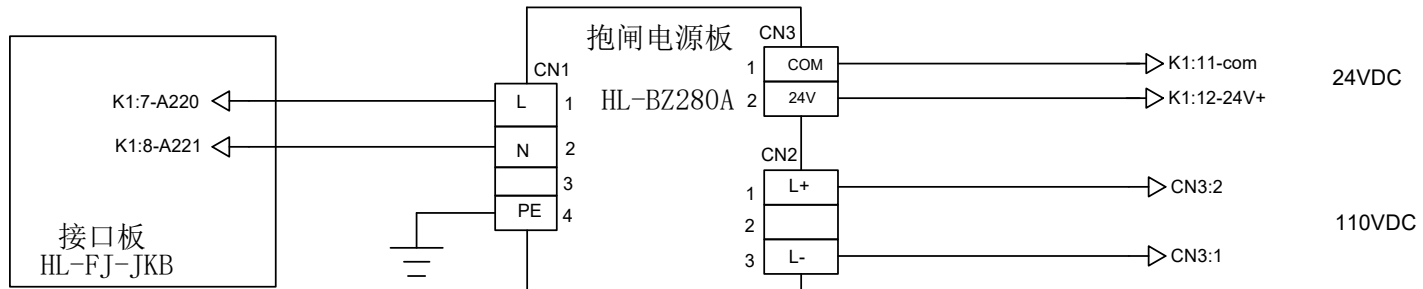 抱闸电源板
HL-BZ280A
CN1
L
1
N
2
3
PE
4
K1:7-A220
K1:8-A221
接口板
HL-FJ-JKB
CN3
1
COM
K1:11-com
2
24V
K1:12-24V+
24VDC
CN2
1
L+
CN3:2
2
110VDC
3
L-
CN3:1